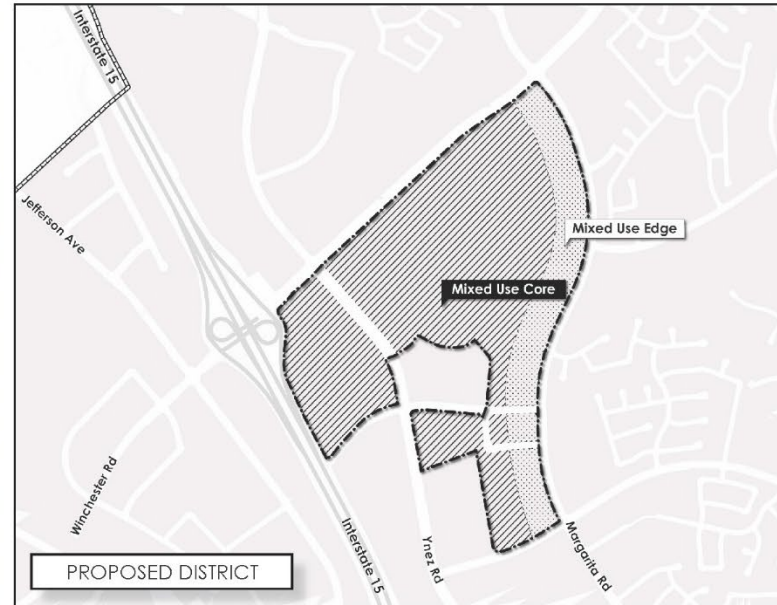 Interstate 15
Jefferson Ave
Mixed Use Edge
Mixed Use Core
Winchester Rd
Interstate 15
Ynez Rd
Margarita Rd
PROPOSED DISTRICT